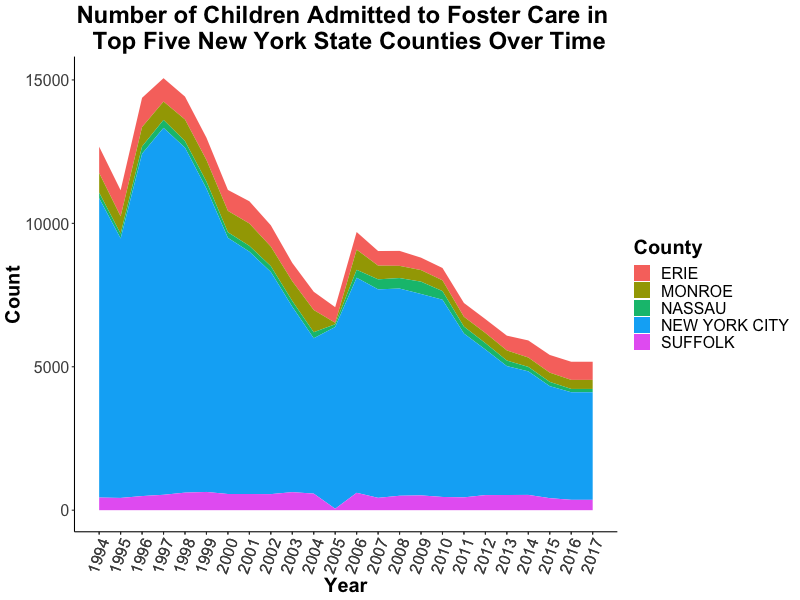 Number of Children Admitted to Foster Care in
Top Five New York State Counties Over Time
Count
15000
10000
5000
0
1994
1995
1996
1997
1998
1999
2000
2001
2002
2003
2004
2005
2006
2007
2008
2009
2010
2011
2012
2013
2014
2015
2016
2017
Year
County
ERIE
MONROE
NASSAU
NEW YORK CITY
SUFFOLK